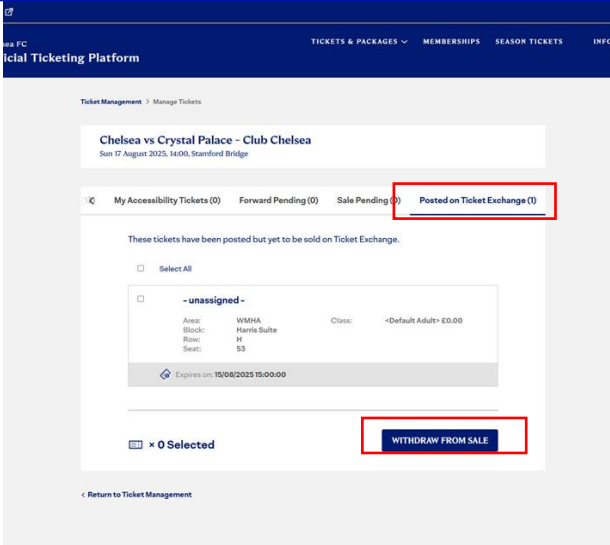 sea FC
icial Ticketing Platform
TICKETS & PACKAGES MEMBERSHIPS SEASON TICKETS INFO
Ticket Management > Manage Tickets
Chelsea vs Crystal Palace - Club Chelsea
Sun 17 August 2025, 14:00, Stamford Bridge
My Accessibility Tickets (0) Forward Pending (0) Sale Pending (0) Posted on Ticket Exchange (1)
These tickets have been posted but yet to be sold on Ticket Exchange.
Select All
- unassigned -
Area: WMHA Class: <Default Adult> £0.00
Block: Harris Suite
Row: H
Seat: 53
Expires on: 15/08/2025 15:00:00
× 0 Selected WITHDRAW FROM SALE
< Return to Ticket Management